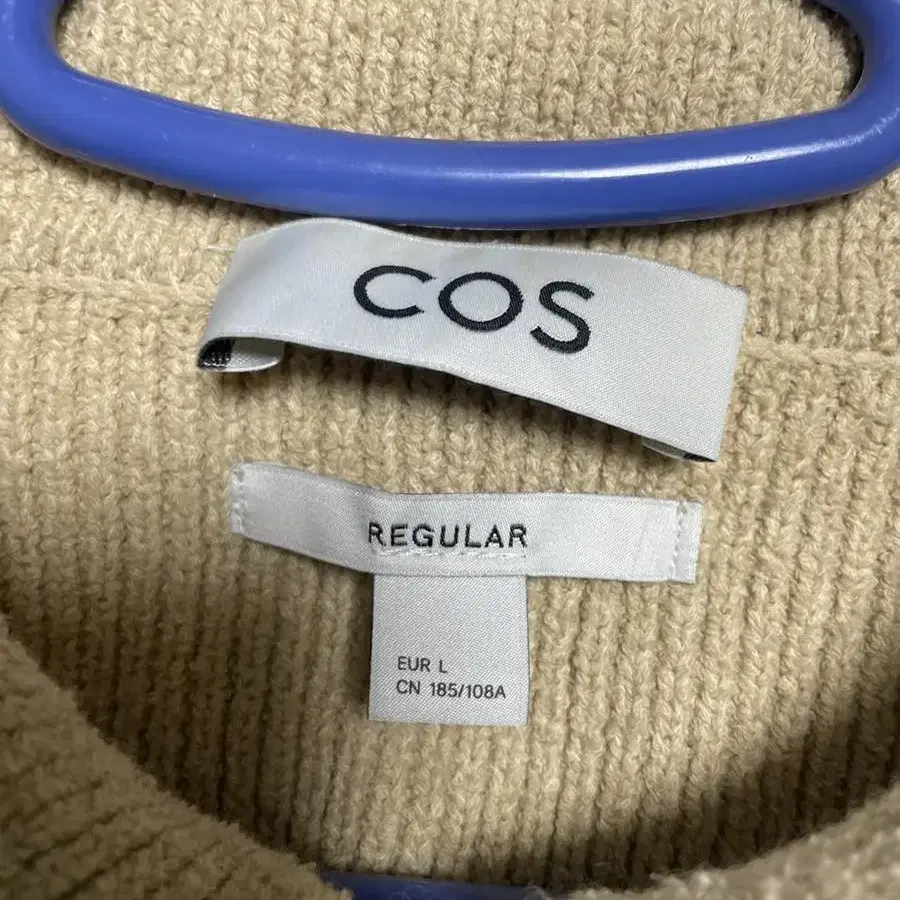 COS
REGULAR
EUR L
CN 185/108A